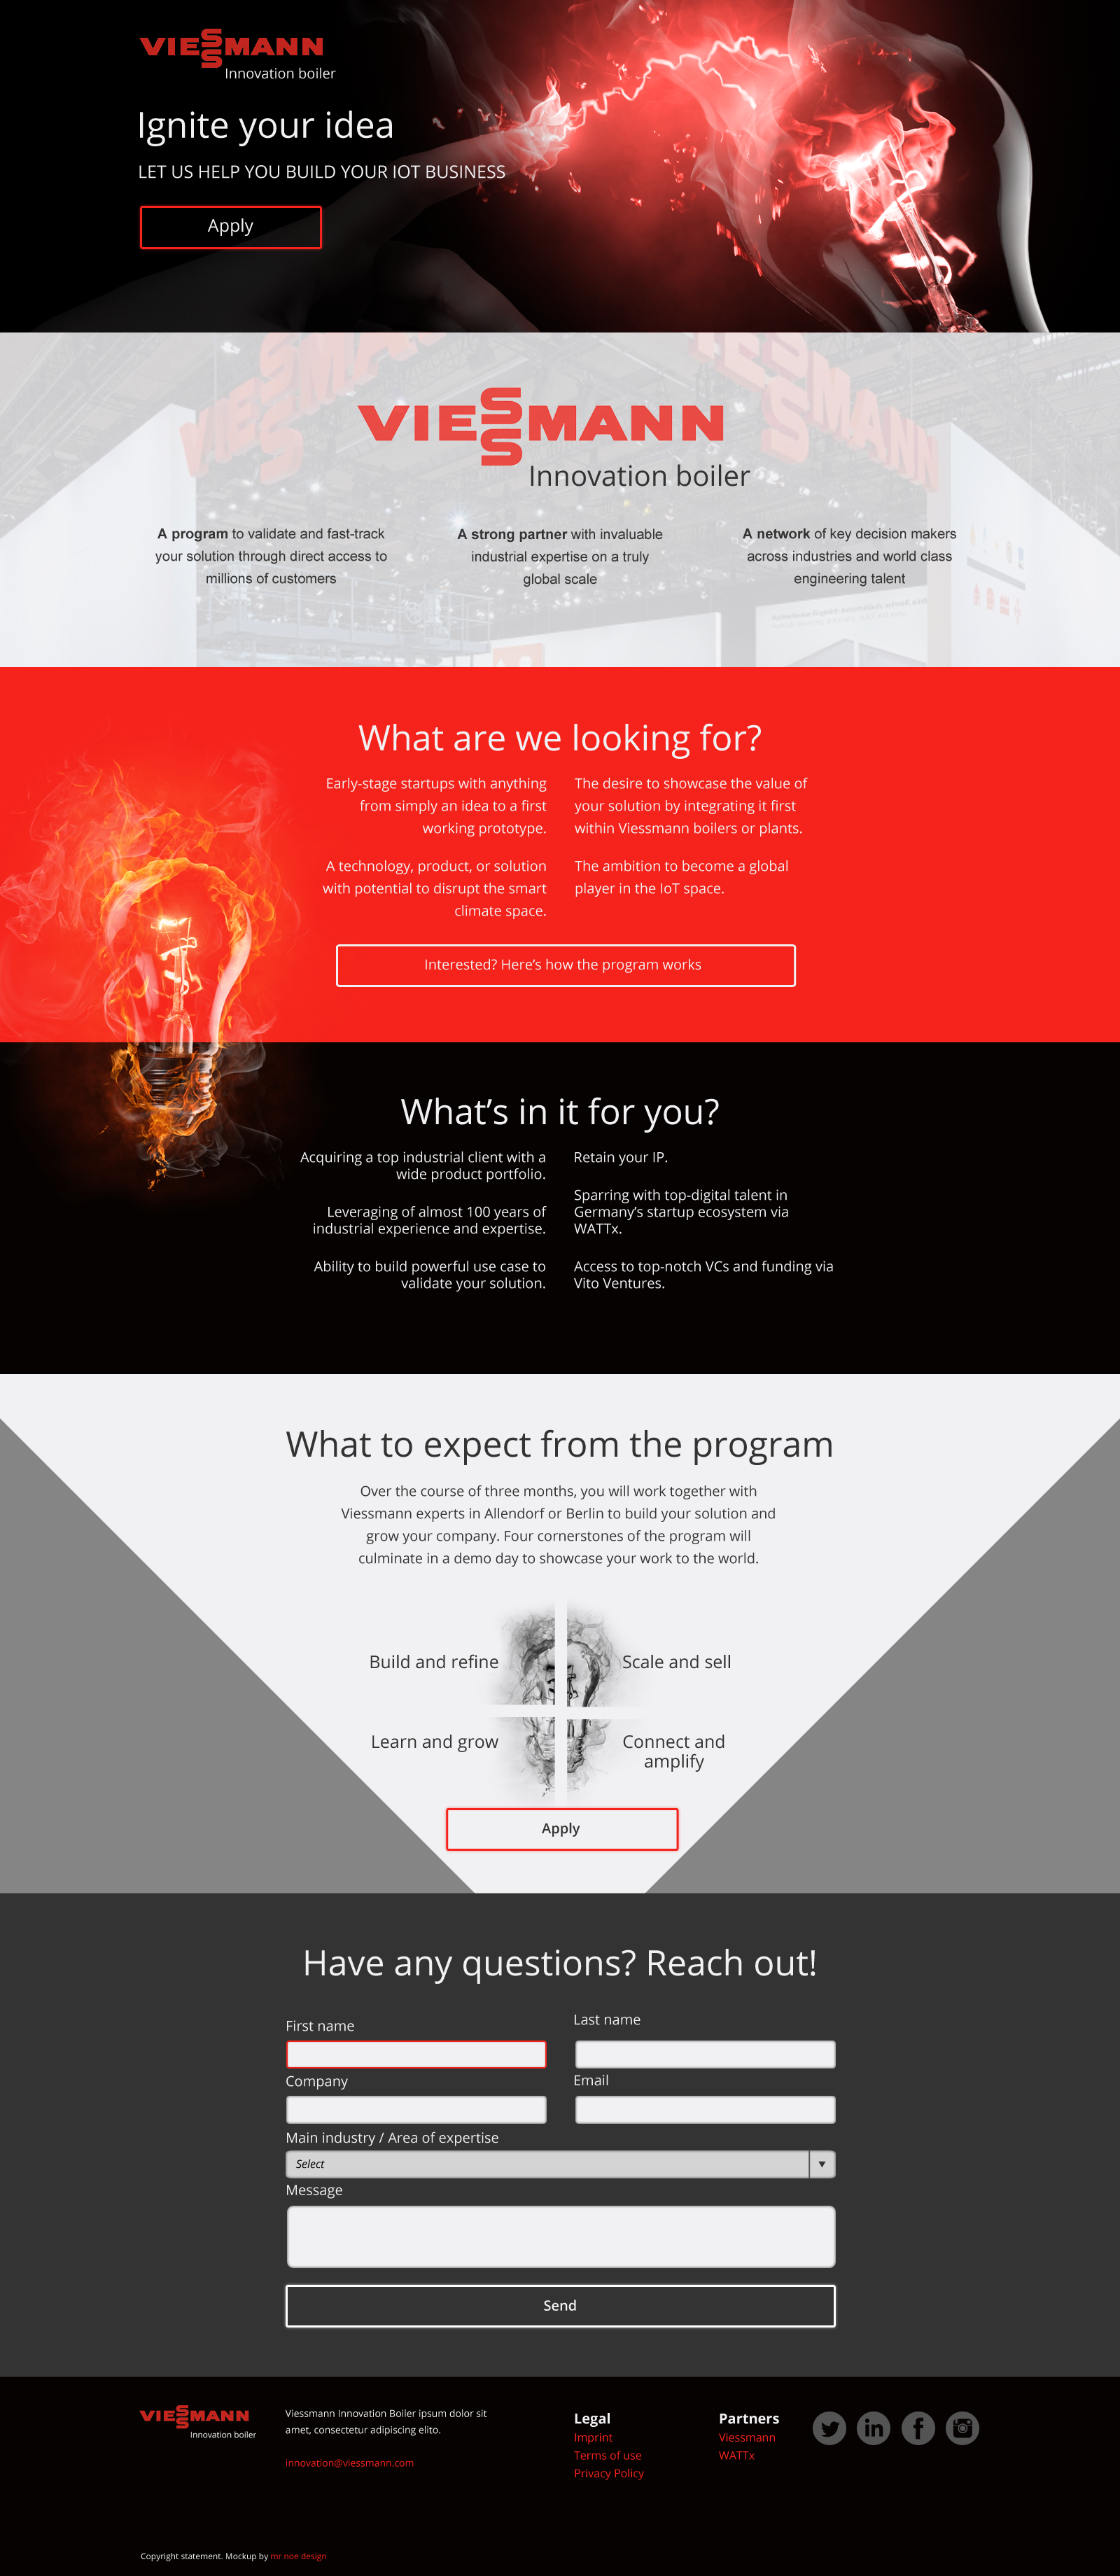 VIESSMANN
Innovation boiler
Ignite your idea
LET US HELP YOU BUILD YOUR IOT BUSINESS
Apply
VIESSMANN
Innovation boiler
A program to validate and fast-track
your solution through direct access to
millions of customers
A strong partner with invaluable
industrial expertise on a truly
global scale
A network of key decision makers
across industries and world class
engineering talent
What are we looking for?
Early-stage startups with anything
from simply an idea to a first
working prototype.
A technology, product, or solution
with potential to disrupt the smart
climate space.
The desire to showcase the value of
your solution by integrating it first
within Viessmann boilers or plants.
The ambition to become a global
player in the IoT space.
Interested? Here's how the program works
What's in it for you?
Acquiring a top industrial client with a
wide product portfolio.
Leveraging of almost 100 years of
industrial experience and expertise.
Ability to build powerful use case to
validate your solution.
Retain your IP.
Sparring with top-digital talent in
Germany's startup ecosystem via
WATTx.
Access to top-notch VCs and funding via
Vito Ventures.
What to expect from the program
Over the course of three months, you will work together with
Viessmann experts in Allendorf or Berlin to build your solution and
grow your company. Four cornerstones of the program will
culminate in a demo day to showcase your work to the world.
Build and refine
Scale and sell
Learn and grow
Connect and
amplify
Apply
Have any questions? Reach out!
First name
Last name
Company
Email
Main industry / Area of expertise
Select
Message
Send
VIESSMANN
Innovation boiler
Viessmann Innovation Boiler ipsum dolor sit
amet, consectetur adipiscing elito.
innovation@viessmann.com
Legal
Imprint
Terms of use
Privacy Policy
Partners
Viessmann
WATTx
Copyright statement. Mockup by mr noe design